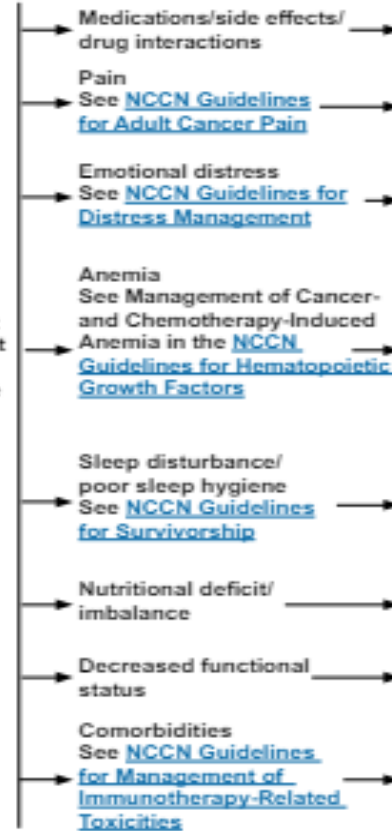 Medications/side effects/
drug interactions
Pain
See NCCN Guidelines
for Adult Cancer Pain
Emotional distress
See NCCN Guidelines for
Distress Management
Anemia
See Management of Cancer-
and Chemotherapy-Induced
Anemia in the NCCN
Guidelines for Hematopoietic
Growth Factors
Sleep disturbance/
poor sleep hygiene
See NCCN Guidelines
for Survivorship
Nutritional deficit/
imbalance
Decreased functional
status
Comorbidities
See NCCN Guidelines
for Management of
Immunotherapy-Related
Toxicities